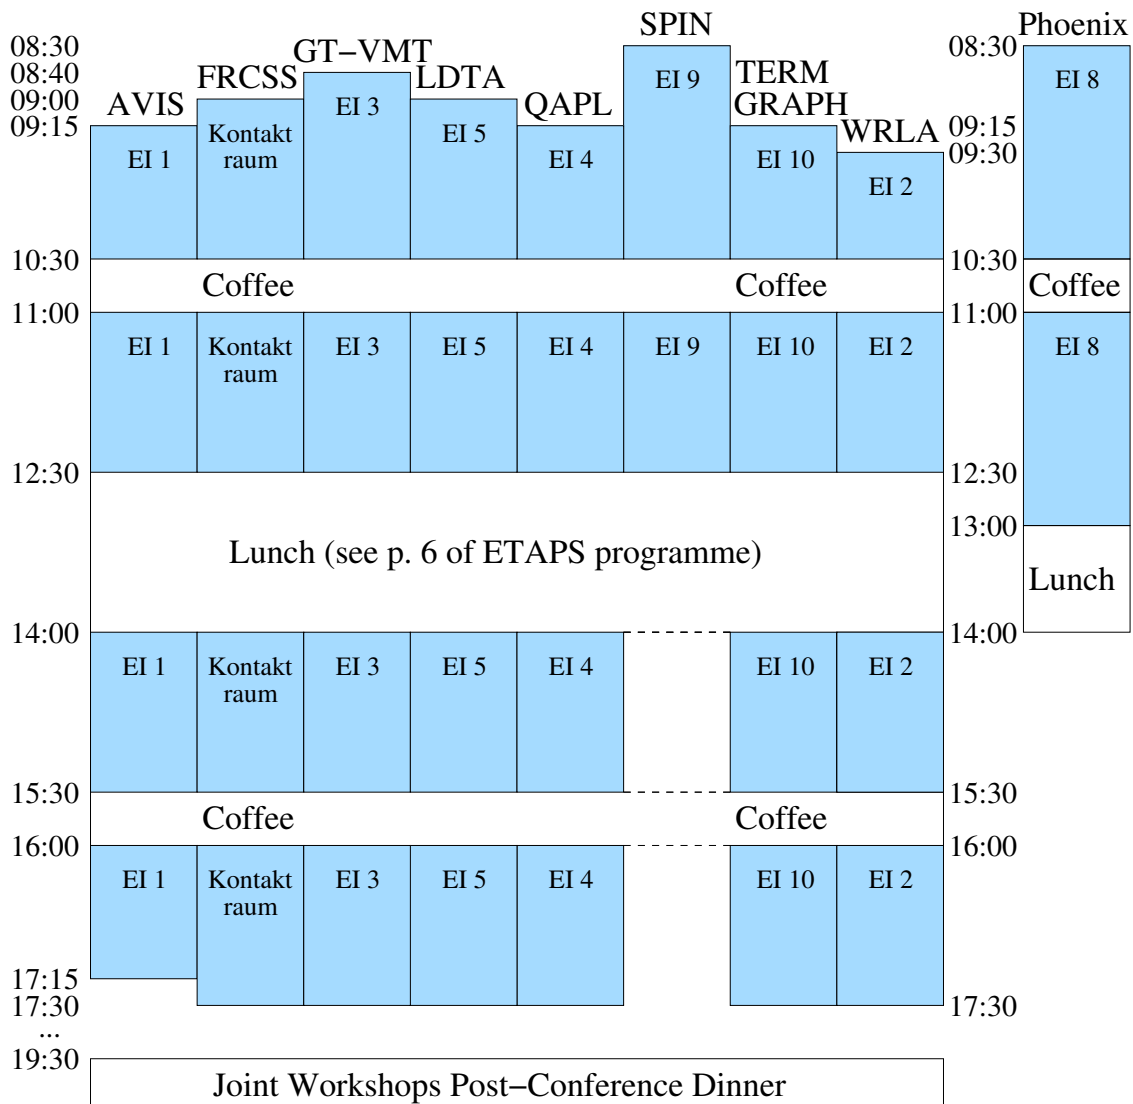 SPIN
Phoenix
08:30
08:30
GT−VMT
08:40
FRCSS
LDTA
TERM
EI 9
EI 8
09:00
AVIS
QAPL
GRAPH
EI 3
09:15
Kontakt
raum
EI 5
WRLA
09:15
09:30
EI 1
EI 4
EI 10
EI 2
10:30
10:30
Coffee
Coffee
Coffee
11:00
11:00
EI 1
Kontakt
raum
EI 3
EI 5
EI 4
EI 9
EI 10
EI 2
EI 8
12:30
12:30
13:00
Lunch (see p. 6 of ETAPS programme)
Lunch
14:00
14:00
EI 1
Kontakt
raum
EI 3
EI 5
EI 4
EI 10
EI 2
15:30
15:30
Coffee
Coffee
16:00
16:00
EI 1
Kontakt
raum
EI 3
EI 5
EI 4
EI 10
EI 2
17:15
17:30
17:30
...
19:30
Joint Workshops Post−Conference Dinner